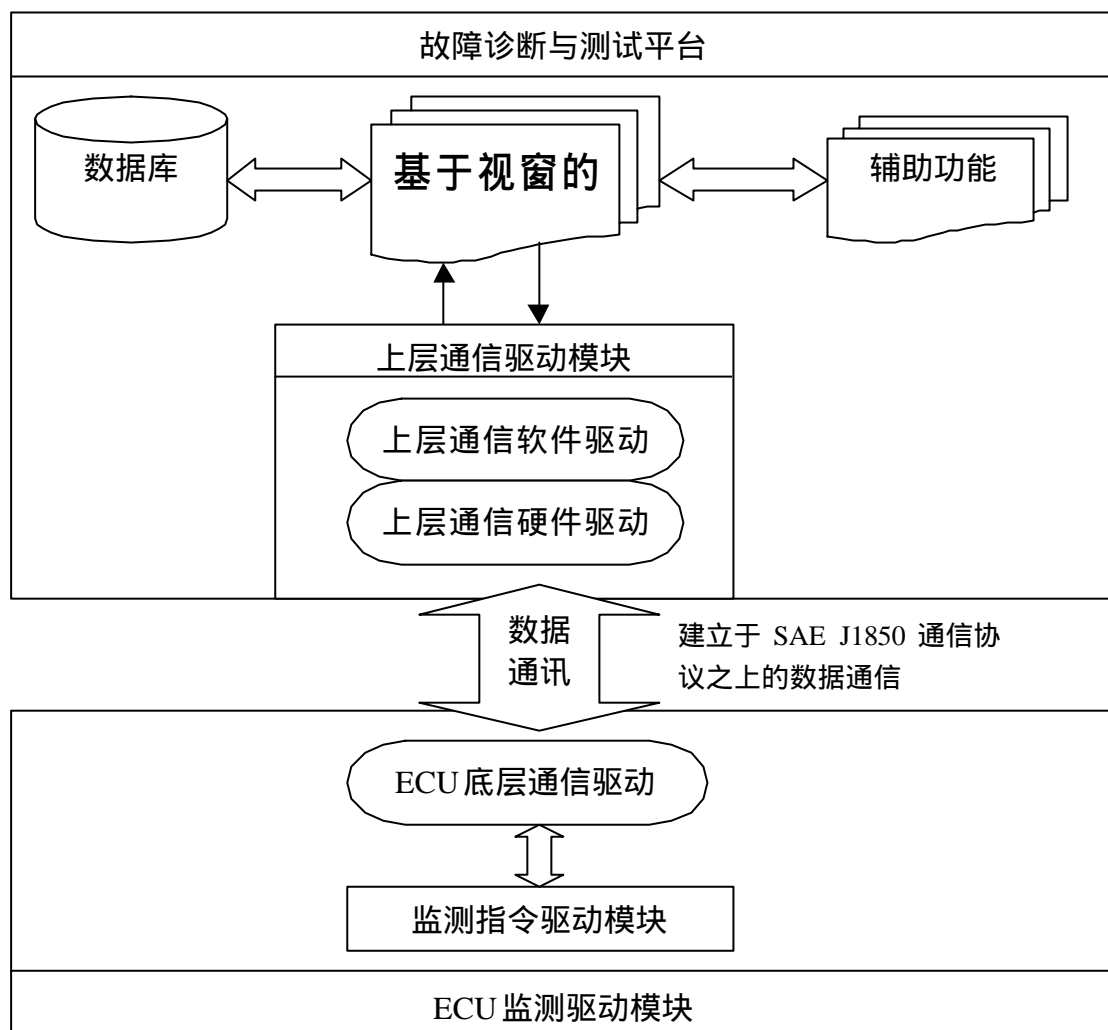 故障诊断与测试平台
数据库
基于视窗的
辅助功能
上层通信驱动模块
上层通信软件驱动
上层通信硬件驱动
数据
通讯
建立于 SAE J1850 通信协
议之上的数据通信
ECU底层通信驱动
监测指令驱动模块
ECU监测驱动模块